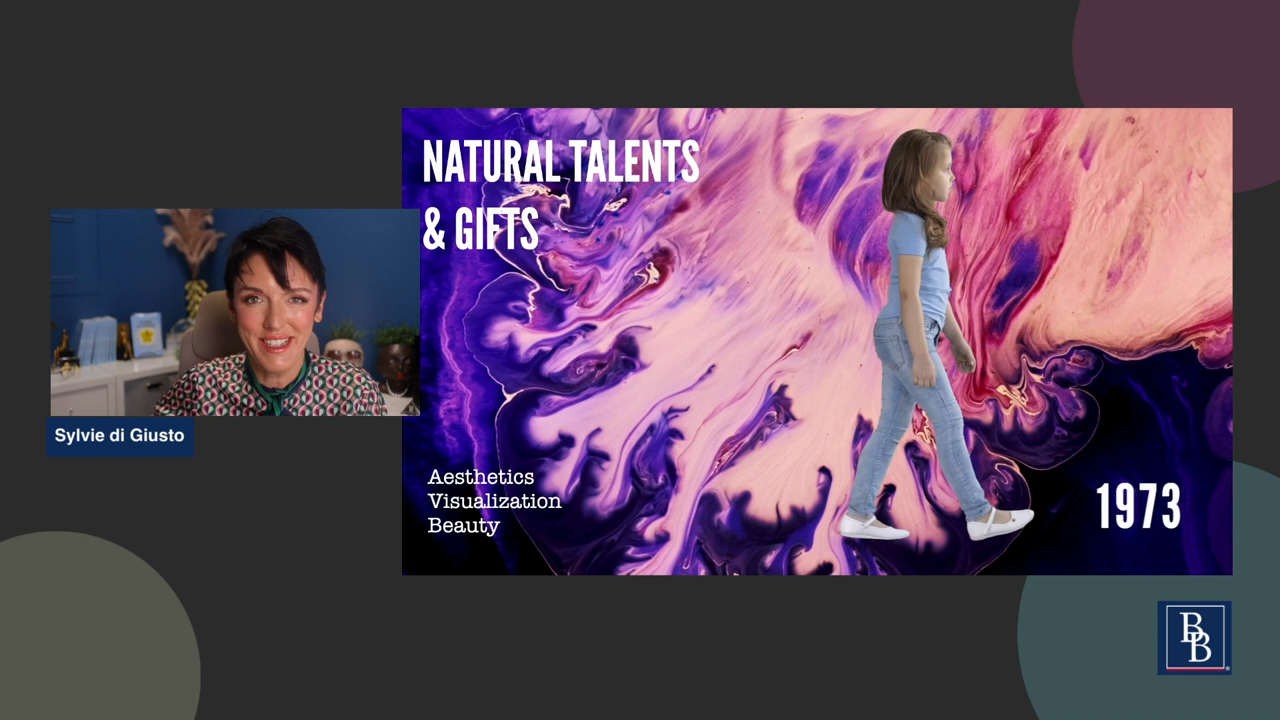 NATURAL TALENTS
& GIFTS
Sylvie di Giusto
Aesthetics
Visualization
Beauty
1973
BB